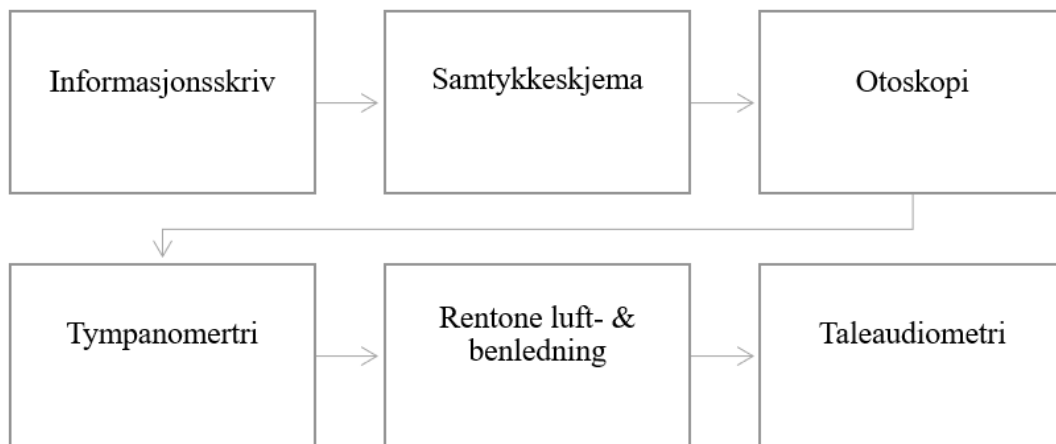 Informasjonsskriv
Samtykkeskjema
Otoskopi
Tympanomertri
Rentone luft- &
benledning
Taleaudiometri